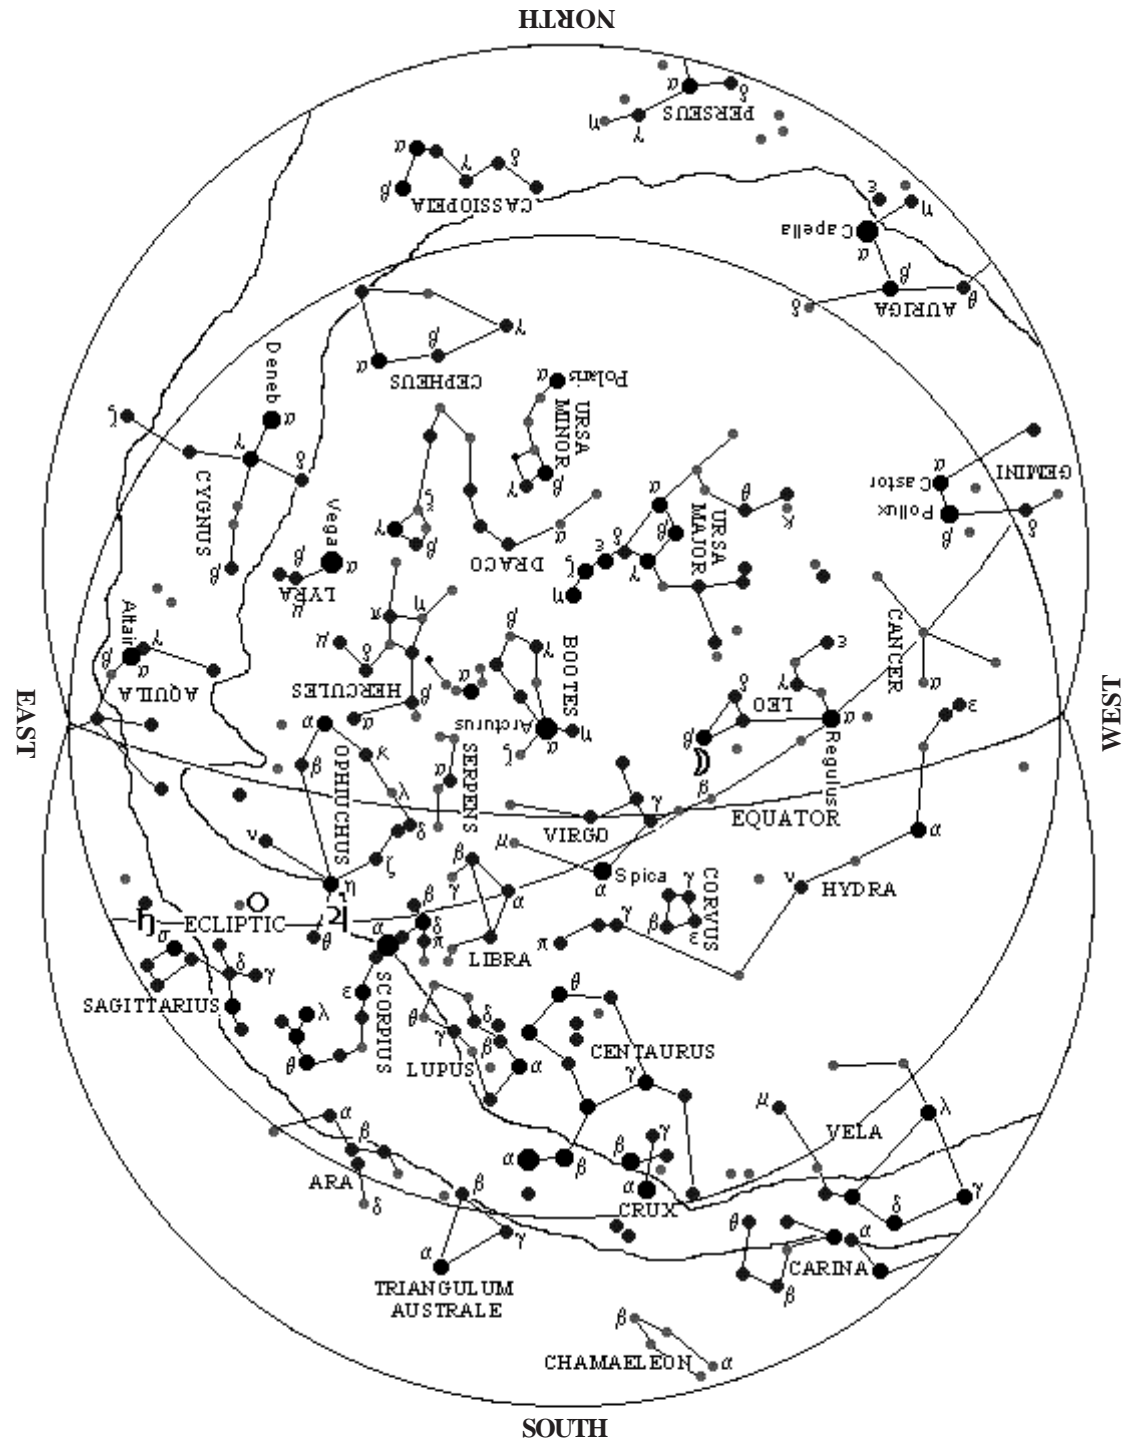 NORTH
α
δ
PERSEUS
η
γ
α
β
γ
δ
CASSIOPEIA
ε
η
Capella
α
β
θ
δ
AURIGA
γ
β
α
CEPHEUS
Deneb
α
ζ
γ
δ
CYGNUS
β
α
Polaris
URSA
MINOR
β
γ
α
Castor
GEMINI
Pollux
β
δ
Vega
α
β
LYRA
μ
ξ
γ
β
α
DRACO
α
β
URSA
MAJOR
θ
κ
δ
γ
ε
ζ
η
Altair
γ
β
α
AQUILA
π
η
μ
δ
HERCULES
β
α
α
β
γ
BOOTES
Arcturus
α
η
ζ
ε
γ
δ
LEO
β
α
Regulus
CANCER
α
ε
EAST
WEST
α
β
κ
OPHIUCHUS
λ
δ
ζ
ν
η
θ
α
SERPENS
VIRGO
μ
γ
β
α
Spica
EQUATOR
α
ν
HYDRA
β
γ
α
LIBRA
γ
CORVUS
β
ε
γ
π
♄
ECLIPTIC
♃
β
δ
α
π
SCORPIUS
ε
λ
θ
σ
δ
γ
SAGITTARIUS
θ
γ
δ
β
α
LUPUS
θ
CENTAURUS
γ
α
β
β
γ
α
CRUX
μ
VELA
λ
δ
γ
α
β
ARA
δ
β
γ
α
TRIANGULUM
AUSTRALE
θ
α
CARINA
β
β
CHAMAELEON
α
SOUTH